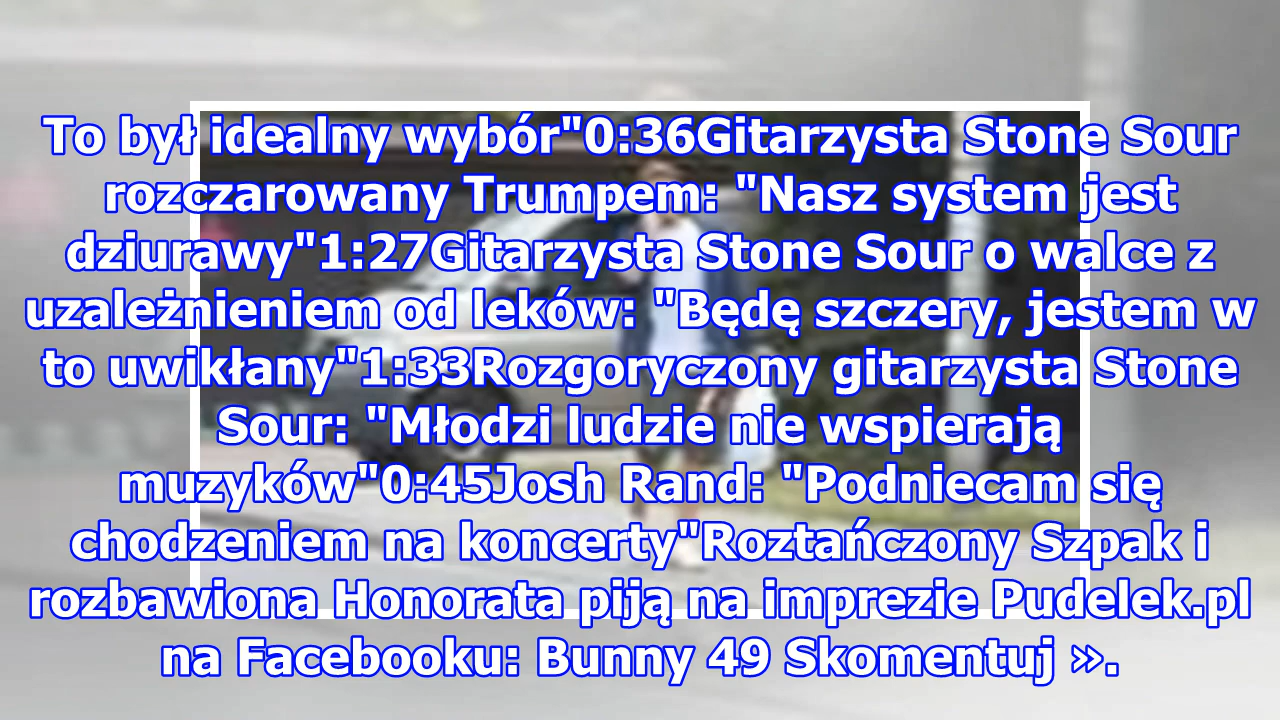 To był idealny wybór"0:36Gitarzysta Stone Sour
rozczarowany Trumpem: "Nasz system jest
dziurawy"1:27Gitarzysta Stone Sour o walce z
uzależnieniem od leków: "Będę szczery, jestem w
to uwikłany"1:33Rozgoryczony gitarzysta Stone
Sour: "Młodzi ludzie nie wspierają
muzyków"0:45Josh Rand: "Podniecam się
chodzeniem na koncerty"Roztańczony Szpak i
rozbawiona Honorata piją na imprezie Pudelek.pl
na Facebooku: Bunny 49 Skomentuj ».